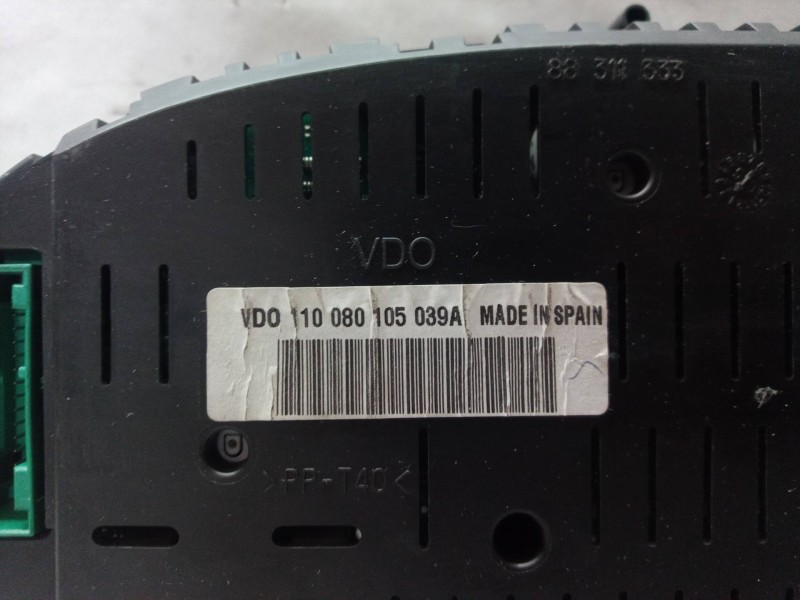 88 311 333
VDO
VDO 110 080 105 039A MADE IN SPAIN
>PP-T40<